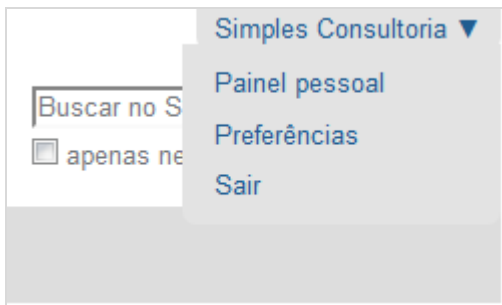 Simples Consultoria ▼
Painel pessoal
Buscar no S
Preferências
apenas ne
Sair